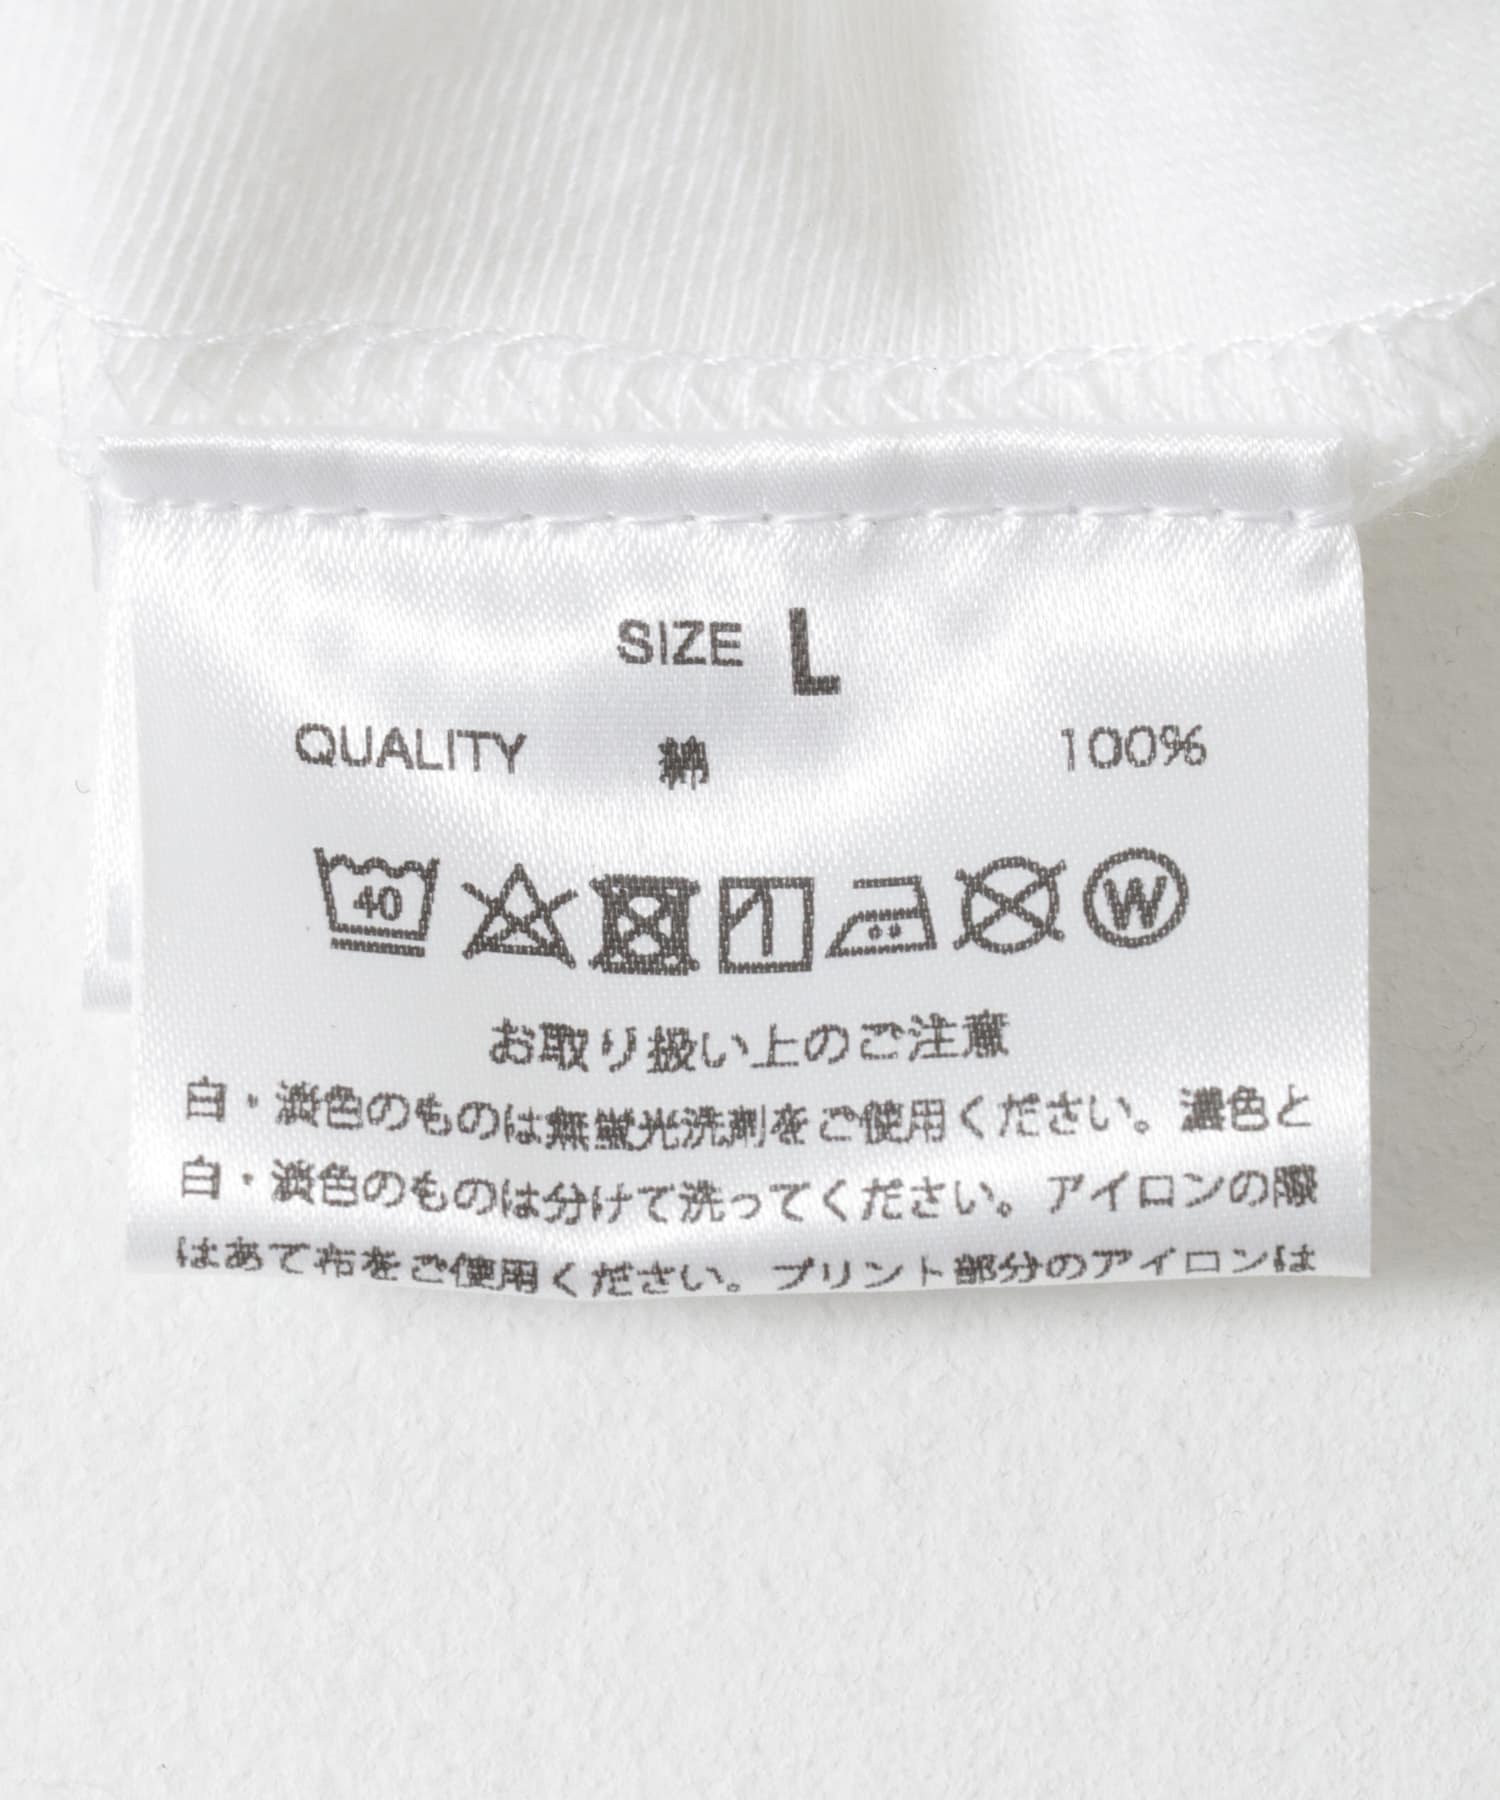 SIZE L
QUALITY 綿 100%
40 W
お取り扱い上のご注意
白・淡色のものは無蛍光洗剤をご使用ください。濃色と
白・淡色のものは分けて洗ってください。アイロンの際
はあて布をご使用ください。プリント部分のアイロンは